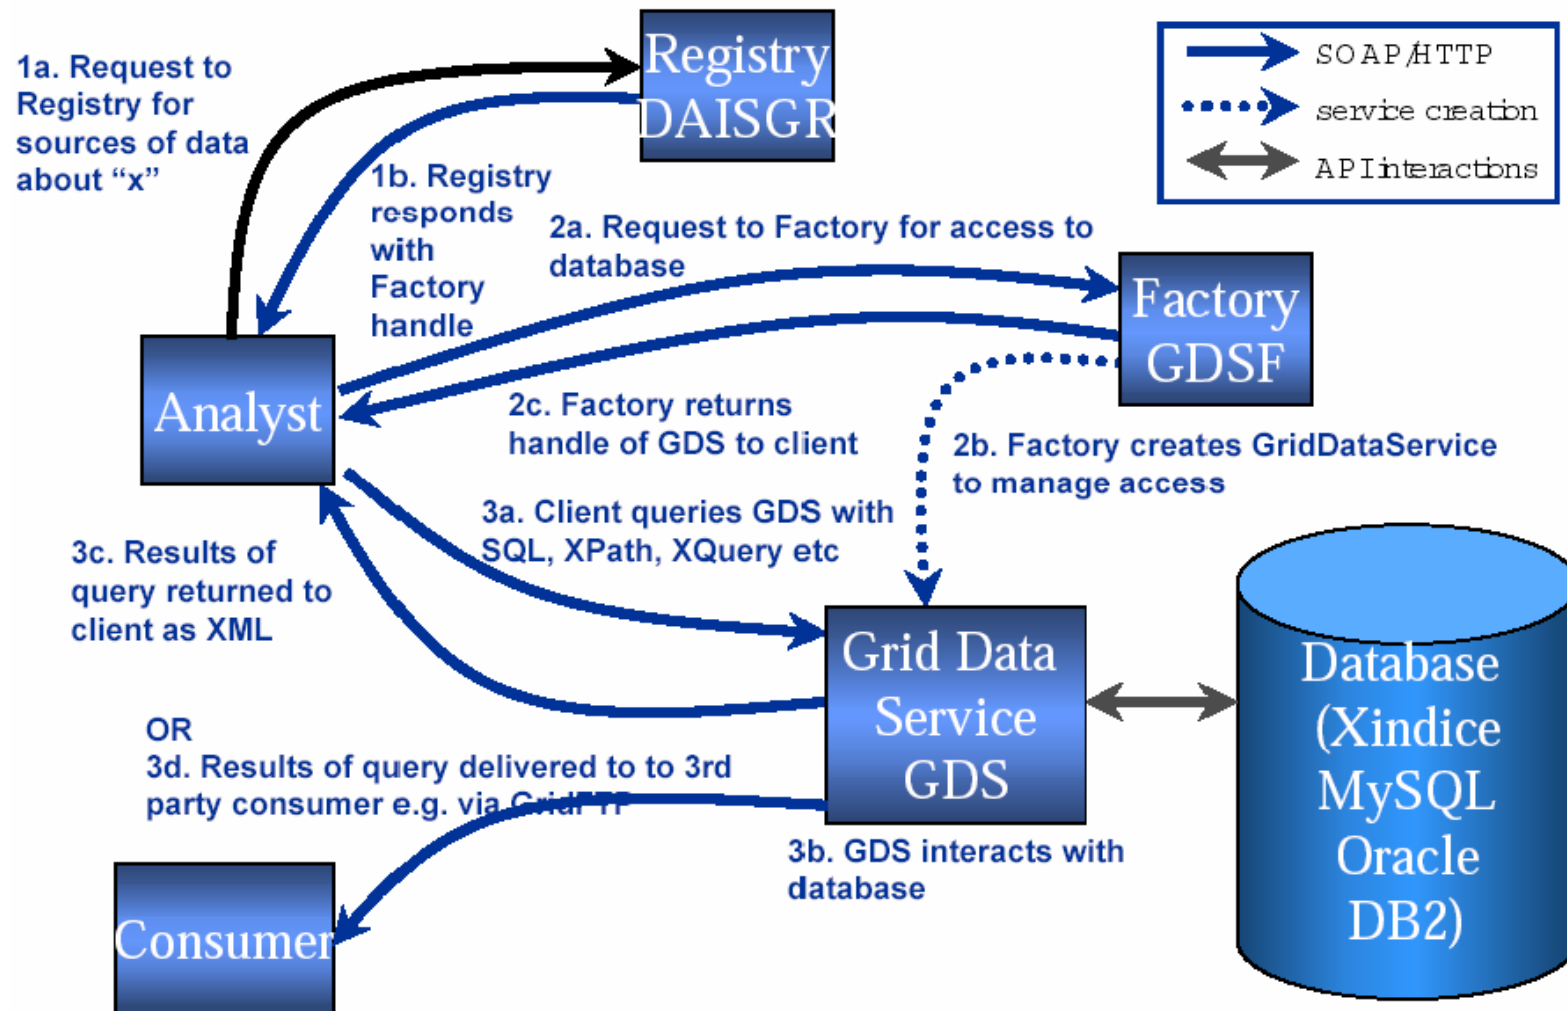 1a. Request to
Registry for
sources of data
about “x”
Registry
DAISGR
SOAP/HTTP
service creation
API interactions
1b. Registry
responds
with
Factory
handle
2a. Request to Factory for access to
database
Factory
GDSF
Analyst
2c. Factory returns
handle of GDS to client
2b. Factory creates GridDataService
to manage access
3a. Client queries GDS with
SQL, XPath, XQuery etc
3c. Results of
query returned to
client as XML
Grid Data
Service
GDS
Database
(Xindice
MySQL
Oracle
DB2)
OR
3d. Results of query delivered to to 3rd
party consumer e.g. via GridFTP
3b. GDS interacts with
database
Consumer